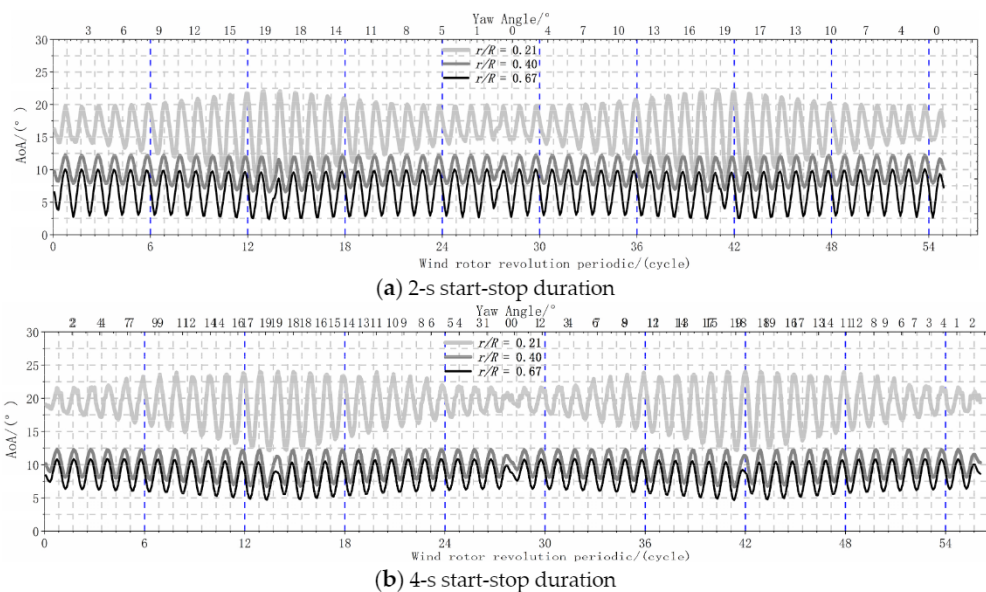 Yaw Angle/°
3 6 9 12 15 19 18 14 11 8 5 1 0 4 7 10 13 16 19 17 13 10 7 4 0
30
25
20
15
10
5
0
AoA/(°)
r/R = 0.21
r/R = 0.40
r/R = 0.67
0 6 12 18 24 30 36 42 48 54
Wind rotor revolution periodic/(cycle)
(a) 2-s start-stop duration
Yaw Angle/°
30
25
20
15
10
5
0
AoA/(°)
r/R = 0.21
r/R = 0.40
r/R = 0.67
0 6 12 18 24 30 36 42 48 54
Wind rotor revolution periodic/(cycle)
(b) 4-s start-stop duration